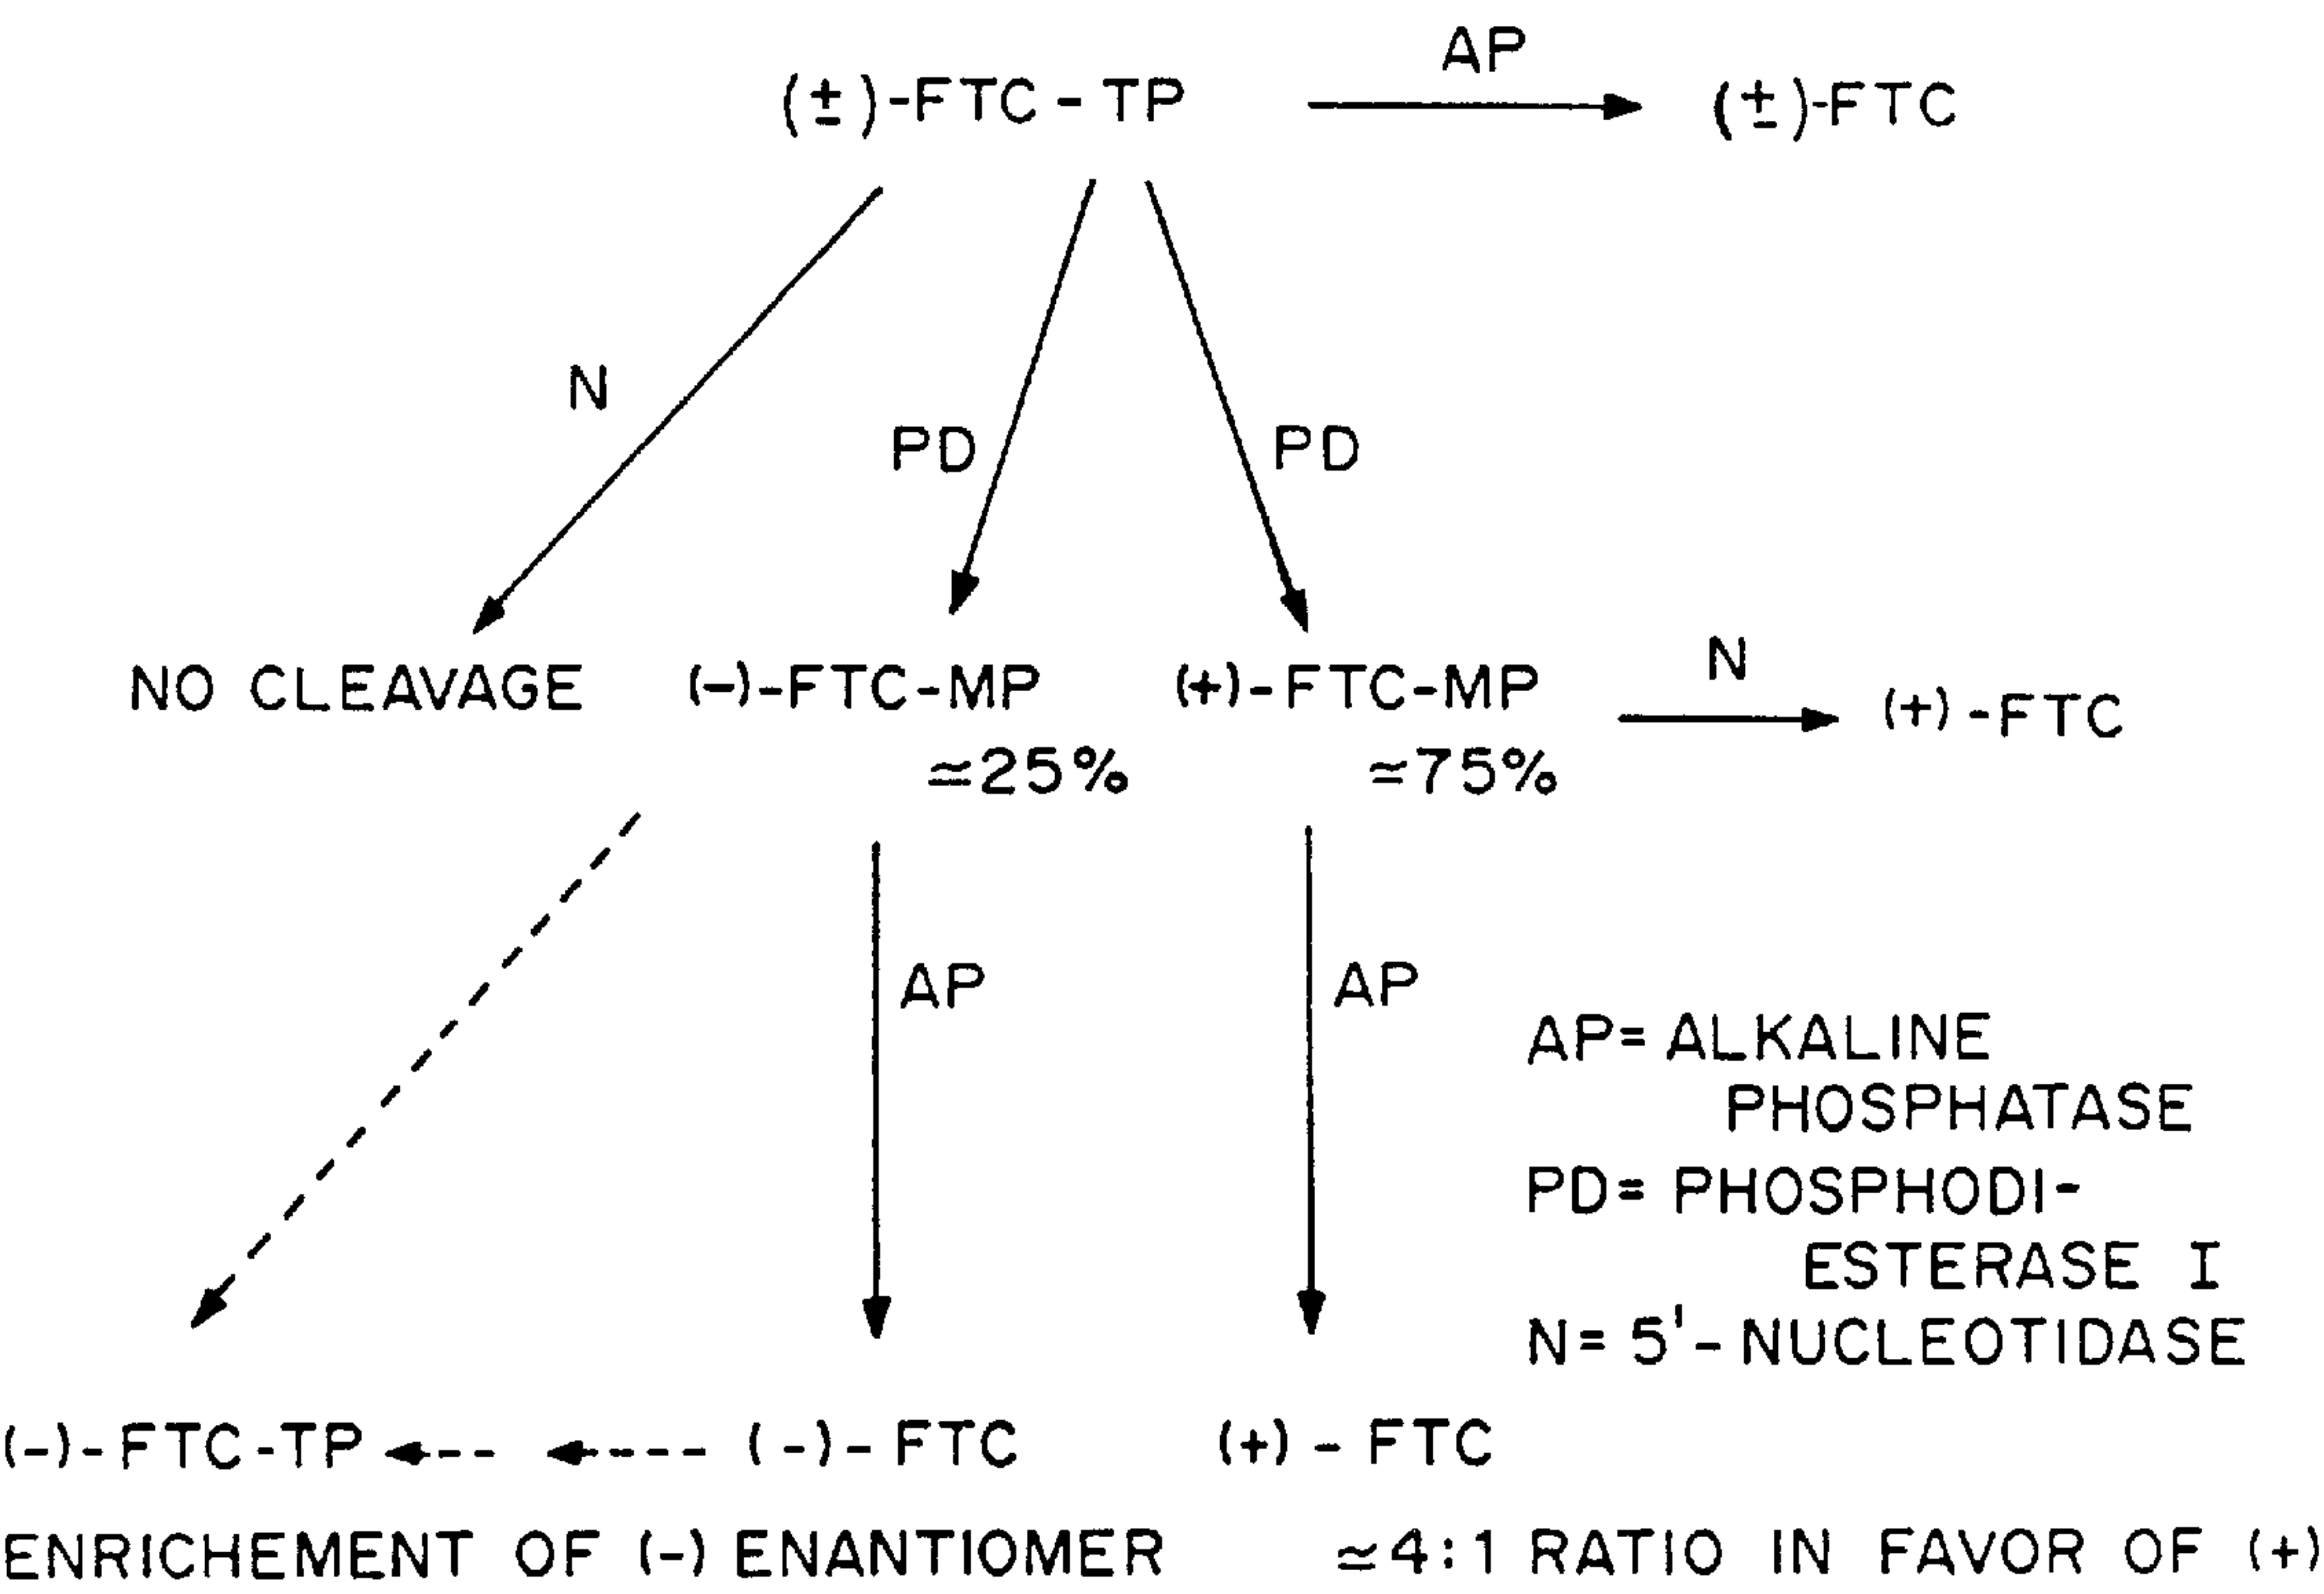 AP
(±)-FTC-TP
(±)-FTC
N
PD
PD
NO CLEAVAGE
(-)-FTC-MP
(+)-FTC-MP
N
(+)-FTC
≃25%
≃75%
AP
AP
AP= ALKALINE
PHOSPHATASE
PD= PHOSPHODI-
ESTERASE I
N= 5'-NUCLEOTIDASE
(-)-FTC-TP
(-)-FTC
(+)-FTC
ENRICHEMENT OF (-) ENANTIOMER
≃4:1 RATIO IN FAVOR OF (+)